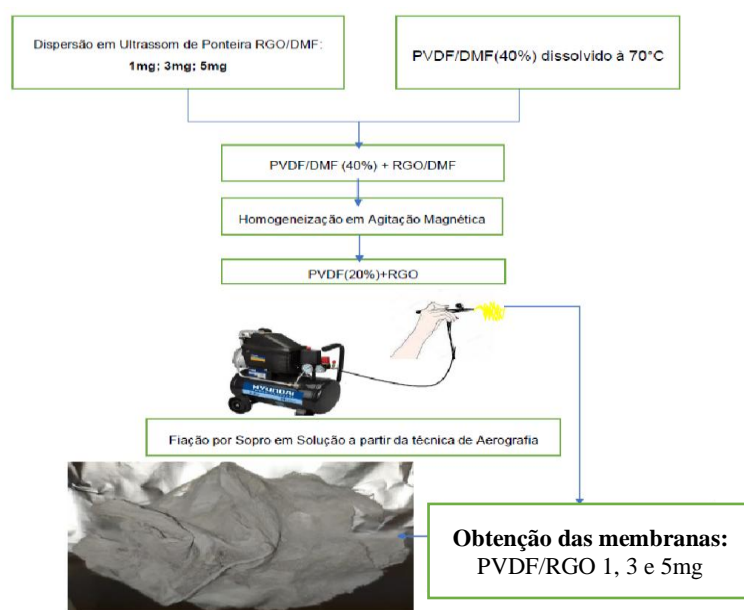 Dispersão em Ultrassom de Ponteira RGO/DMF:
1mg; 3mg; 5mg
PVDF/DMF(40%) dissolvido à 70°C
PVDF/DMF (40%) + RGO/DMF
Homogeneização em Agitação Magnética
PVDF(20%)+RGO
HYUNDAI
Fiação por Sopro em Solução a partir da técnica de Aerografia
Obtenção das membranas:
PVDF/RGO 1, 3 e 5mg